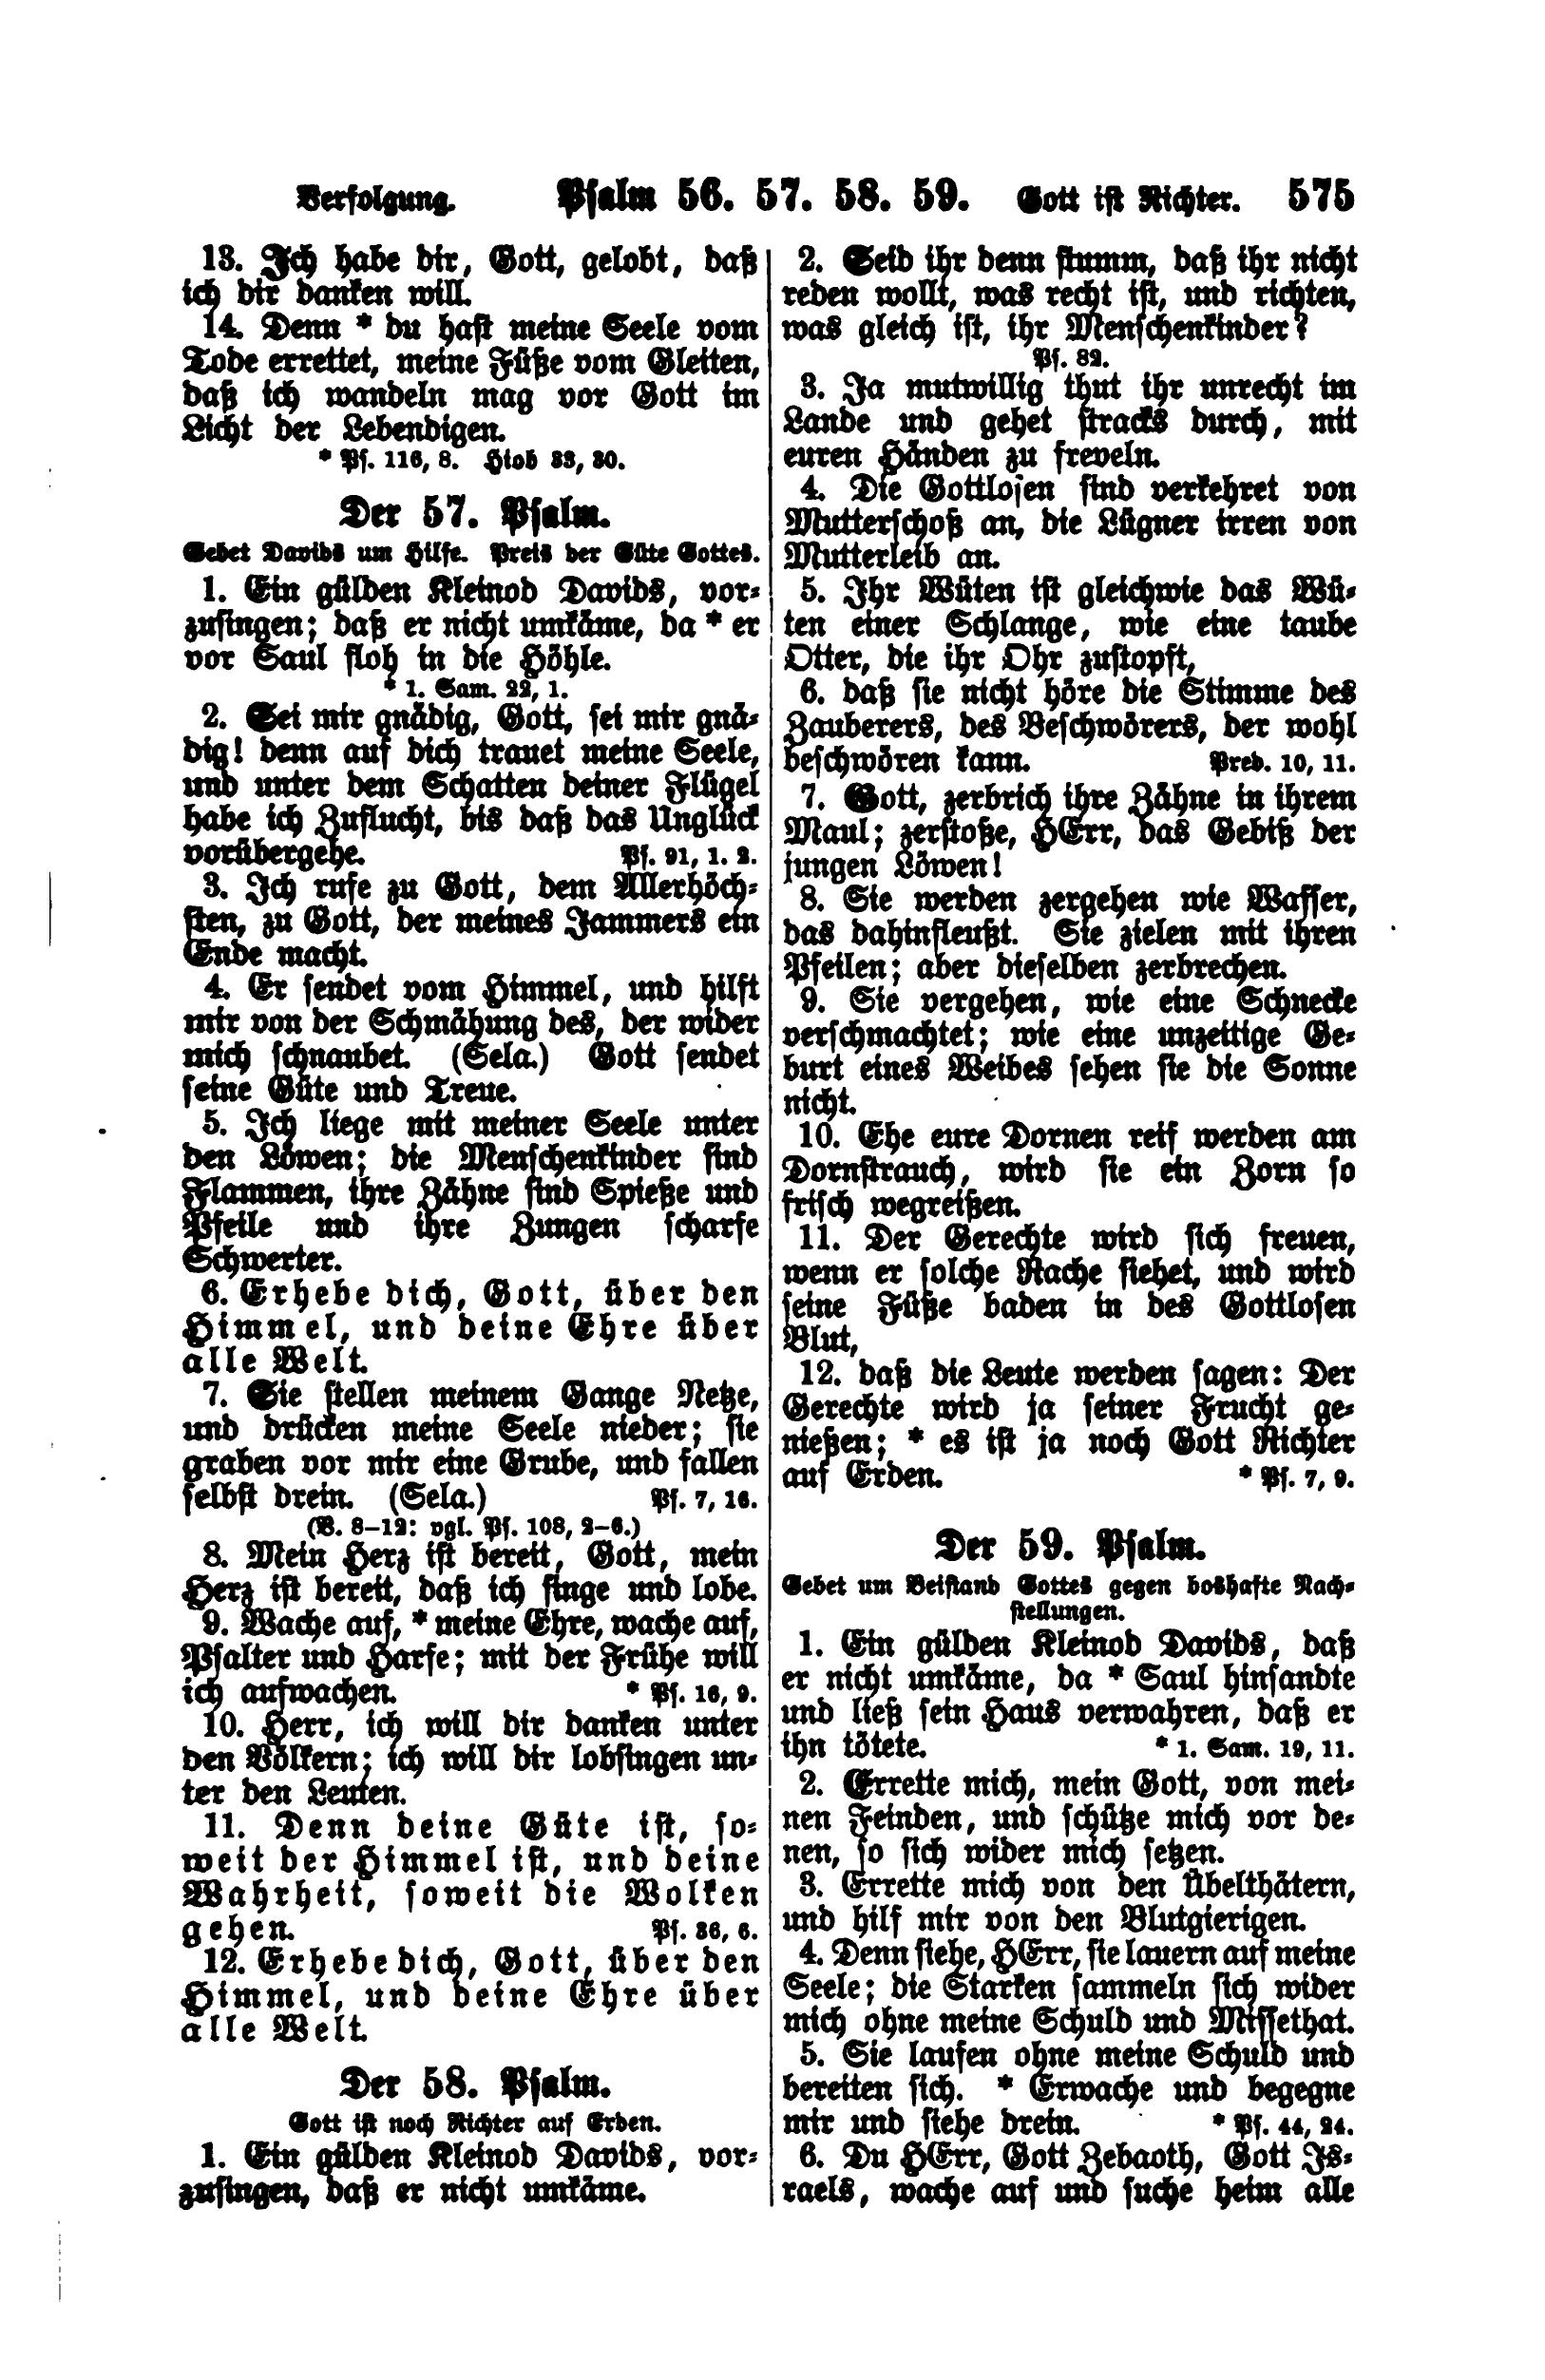 Verfolgung. Psalm 56. 57. 58. 59. Gott ist Richter. 575
13. Ich habe dir, Gott, gelobt, daß
ich dir danken will.
14. Denn * du hast meine Seele vom
Tode errettet, meine Füße vom Gleiten,
daß ich wandeln mag vor Gott im
Licht der Lebendigen.
* Ps. 116, 8. Hiob 33, 30.
Der 57. Psalm.
Gebet Davids um Hilfe. Preis der Güte Gottes.
1. Ein gülden Kleinod Davids, vor-
zusingen; daß er nicht umkäme, da * er
vor Saul floh in die Höhle.
* 1. Sam. 22, 1.
2. Sei mir gnädig, Gott, sei mir gnä-
dig! denn auf dich trauet meine Seele,
und unter dem Schatten deiner Flügel
habe ich Zuflucht, bis daß das Unglück
vorübergehe. Ps. 91, 1. 2.
3. Ich rufe zu Gott, dem Allerhöch-
sten, zu Gott, der meines Jammers ein
Ende macht.
4. Er sendet vom Himmel, und hilft
mir von der Schmähung des, der wider
mich schnaubet. (Sela.) Gott sendet
seine Güte und Treue.
5. Ich liege mit meiner Seele unter
den Löwen; die Menschenkinder sind
Flammen, ihre Zähne sind Spieße und
Pfeile und ihre Zungen scharfe
Schwerter.
6. Erhebe dich, Gott, über den
Himmel, und deine Ehre über
alle Welt.
7. Sie stellen meinem Gange Netze,
und drücken meine Seele nieder; sie
graben vor mir eine Grube, und fallen
selbst drein. (Sela.) Ps. 7, 16.
(V. 8–12: vgl. Ps. 108, 2–6.)
8. Mein Herz ist bereit, Gott, mein
Herz ist bereit, daß ich singe und lobe.
9. Wache auf, * meine Ehre, wache auf,
Psalter und Harfe; mit der Frühe will
ich aufwachen. * Ps. 16, 9.
10. Herr, ich will dir danken unter
den Völkern; ich will dir lobsingen un-
ter den Leuten.
11. Denn deine Güte ist, so-
weit der Himmel ist, und deine
Wahrheit, soweit die Wolken
gehen. Ps. 36, 6.
12. Erhebe dich, Gott, über den
Himmel, und deine Ehre über
alle Welt.
Der 58. Psalm.
Gott ist noch Richter auf Erden.
1. Ein gülden Kleinod Davids, vor-
zusingen, daß er nicht umkäme.
2. Seid ihr denn stumm, daß ihr nicht
reden wollt, was recht ist, und richten,
was gleich ist, ihr Menschenkinder?
Ps. 82.
3. Ja mutwillig thut ihr unrecht im
Lande und gehet stracks durch, mit
euren Händen zu freveln.
4. Die Gottlosen sind verkehret von
Mutterschoß an, die Lügner irren von
Mutterleib an.
5. Ihr Wüten ist gleichwie das Wü-
ten einer Schlange, wie eine taube
Otter, die ihr Ohr zustopft,
6. daß sie nicht höre die Stimme des
Zauberers, des Beschwörers, der wohl
beschwören kann. Pred. 10, 11.
7. Gott, zerbrich ihre Zähne in ihrem
Maul; zerstoße, HErr, das Gebiß der
jungen Löwen!
8. Sie werden zergehen wie Wasser,
das dahinfleußt. Sie zielen mit ihren
Pfeilen; aber dieselben zerbrechen.
9. Sie vergehen, wie eine Schnecke
verschmachtet; wie eine unzeitige Ge-
burt eines Weibes sehen sie die Sonne
nicht.
10. Ehe eure Dornen reif werden am
Dornstrauch, wird sie ein Zorn so
frisch wegreißen.
11. Der Gerechte wird sich freuen,
wenn er solche Rache siehet, und wird
seine Füße baden in des Gottlosen
Blut,
12. daß die Leute werden sagen: Der
Gerechte wird ja seiner Frucht ge-
nießen; * es ist ja noch Gott Richter
auf Erden. * Ps. 7, 9.
Der 59. Psalm.
Gebet um Beistand Gottes gegen boshafte Nach-
stellungen.
1. Ein gülden Kleinod Davids, daß
er nicht umkäme, da * Saul hinsandte
und ließ sein Haus verwahren, daß er
ihn tötete. * 1. Sam. 19, 11.
2. Errette mich, mein Gott, von mei-
nen Feinden, und schütze mich vor de-
nen, so sich wider mich setzen.
3. Errette mich von den Übelthätern,
und hilf mir von den Blutgierigen.
4. Denn siehe, HErr, sie lauern auf meine
Seele; die Starken sammeln sich wider
mich ohne meine Schuld und Missethat.
5. Sie laufen ohne meine Schuld und
bereiten sich. * Erwache und begegne
mir und siehe drein. * Ps. 44, 24.
6. Du HErr, Gott Zebaoth, Gott Is-
raels, wache auf und suche heim alle